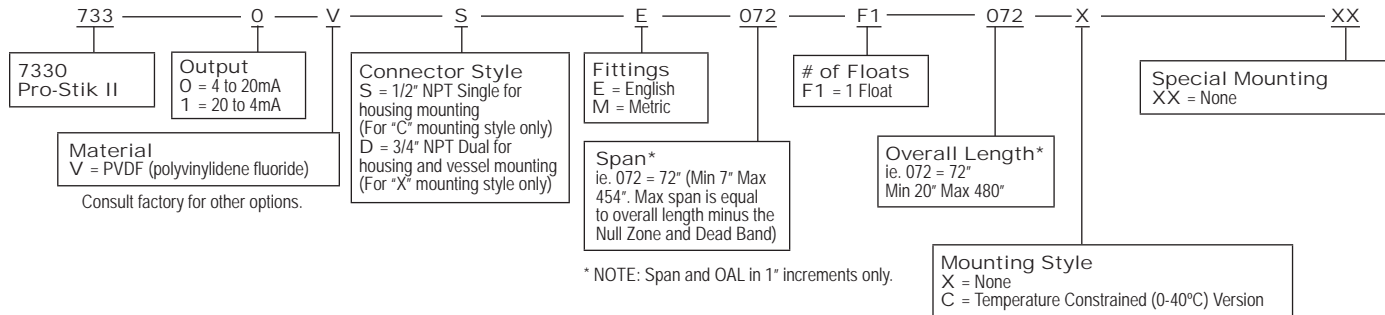 733 0 V S E 072 F1 072 X XX
7330
Pro-Stik II
Output
0 = 4 to 20mA
1 = 20 to 4mA
Material
V = PVDF (polyvinylidene fluoride)
Consult factory for other options.
Connector Style
S = 1/2" NPT Single for
housing mounting
(For "C" mounting style only)
D = 3/4" NPT Dual for
housing and vessel mounting
(For "X" mounting style only)
Fittings
E = English
M = Metric
Span*
ie. 072 = 72" (Min 7" Max
454". Max span is equal
to overall length minus the
Null Zone and Dead Band)
* NOTE: Span and OAL in 1" increments only.
# of Floats
F1 = 1 Float
Overall Length*
ie. 072 = 72"
Min 20" Max 480"
Mounting Style
X = None
C = Temperature Constrained (0-40ºC) Version
Special Mounting
XX = None